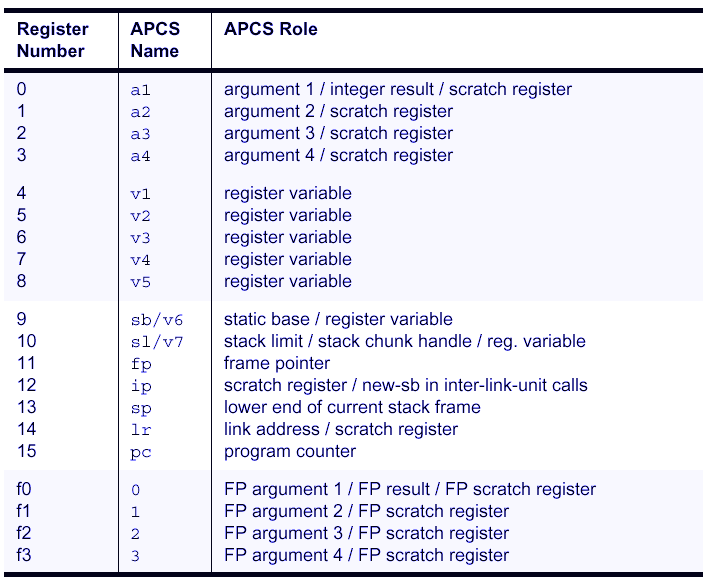 Register Number APCS Name APCS Role
0 a1 argument 1 / integer result / scratch register
1 a2 argument 2 / scratch register
2 a3 argument 3 / scratch register
3 a4 argument 4 / scratch register
4 v1 register variable
5 v2 register variable
6 v3 register variable
7 v4 register variable
8 v5 register variable
9 sb/v6 static base / register variable
10 sl/v7 stack limit / stack chunk handle / reg. variable
11 fp frame pointer
12 ip scratch register / new-sb in inter-link-unit calls
13 sp lower end of current stack frame
14 lr link address / scratch register
15 pc program counter
f0 0 FP argument 1 / FP result / FP scratch register
f1 1 FP argument 2 / FP scratch register
f2 2 FP argument 3 / FP scratch register
f3 3 FP argument 4 / FP scratch register